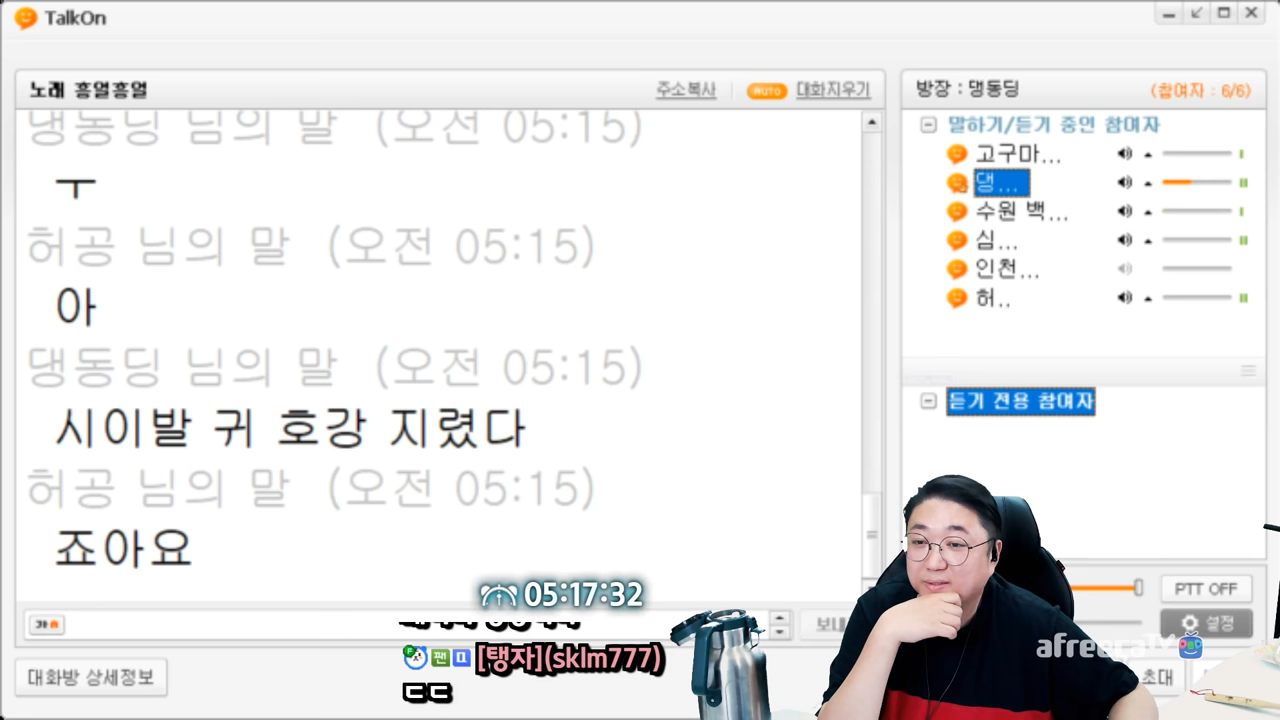 TalkOn
노래 흥얼흥얼
주소복사
AUTO 대화지우기
댕동딩 님의 말 (오전 05:15)
ㅜ
허공 님의 말 (오전 05:15)
아
댕동딩 님의 말 (오전 05:15)
시이발 귀 호강 지렸다
허공 님의 말 (오전 05:15)
죠아요
방장 : 댕동딩
(참여자 : 6/6)
말하기/듣기 중인 참여자
고구마...
댕...
수원 백...
심...
인천...
허..
듣기 전용 참여자
05:17:32
가
보내
PTT OFF
설정
[탱자](sklm777)
ㄷㄷ
afreecaTV
대화방 상세정보
초대